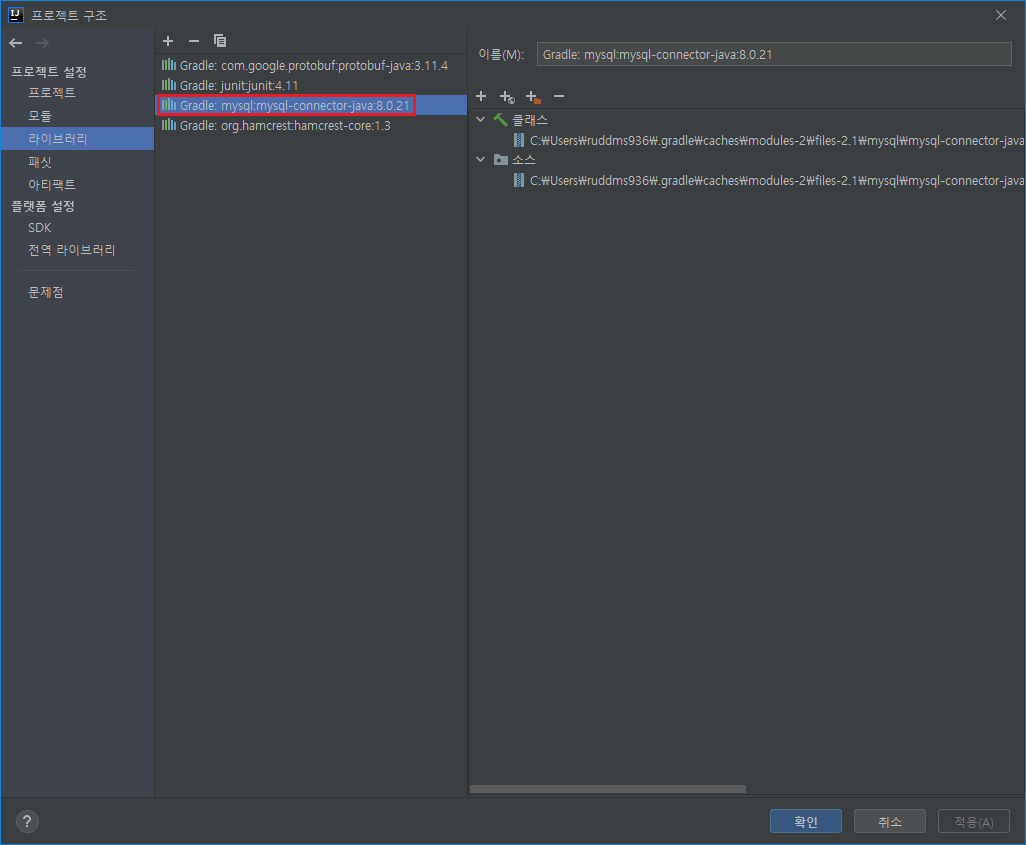 프로젝트 구조
프로젝트 설정
프로젝트
모듈
라이브러리
패싯
아티팩트
플랫폼 설정
SDK
전역 라이브러리
문제점
Gradle: com.google.protobuf:protobuf-java:3.11.4
Gradle: junit:junit:4.11
Gradle: mysql:mysql-connector-java:8.0.21
Gradle: org.hamcrest:hamcrest-core:1.3
이름(M): Gradle: mysql:mysql-connector-java:8.0.21
클래스
C:₩Users₩ruddms936₩.gradle₩caches₩modules-2₩files-2.1₩mysql₩mysql-connector-java
소스
C:₩Users₩ruddms936₩.gradle₩caches₩modules-2₩files-2.1₩mysql₩mysql-connector-java
? 확인 취소 적용(A)